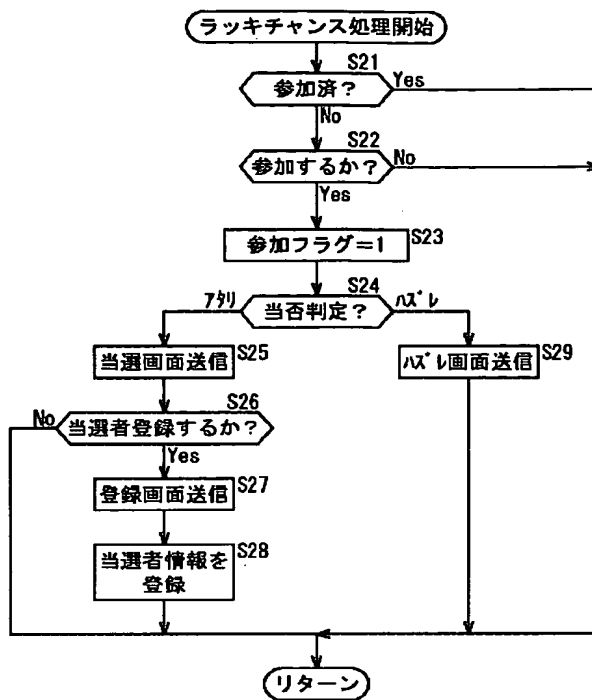 ラッキチャンス処理開始
S21
参加済?
Yes
No
S22
参加するか?
No
Yes
参加フラグ=1
S23
S24
アタリ
当否判定?
ハズレ
当選画面送信
S25
ハズレ画面送信
S29
S26
No
当選者登録するか?
Yes
登録画面送信
S27
当選者情報を
登録
S28
リターン